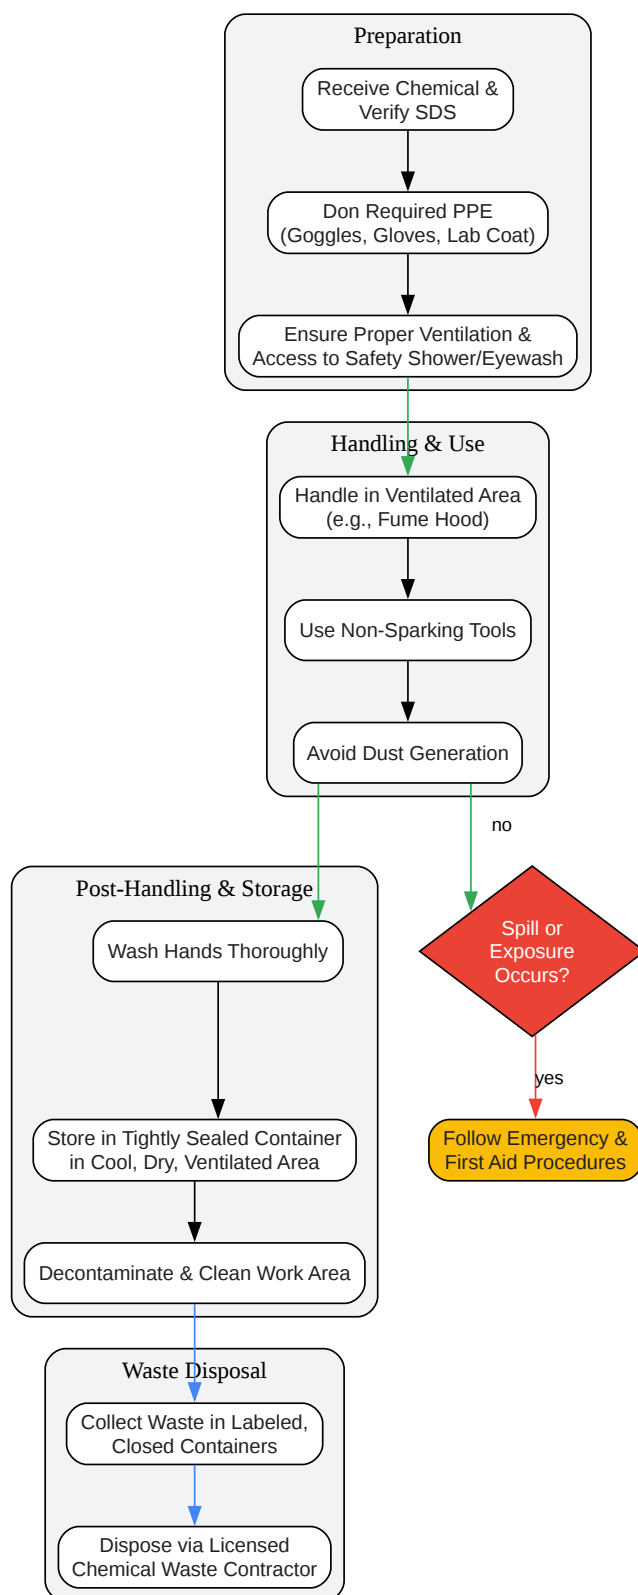 Preparation
Receive Chemical &
Verify SDS
Don Required PPE
(Goggles, Gloves, Lab Coat)
Ensure Proper Ventilation &
Access to Safety Shower/Eyewash
Handling & Use
Handle in Ventilated Area
(e.g., Fume Hood)
Use Non-Sparking Tools
Avoid Dust Generation
no
Post-Handling & Storage
Wash Hands Thoroughly
Spill or
Exposure
Occurs?
yes
Store in Tightly Sealed Container
in Cool, Dry, Ventilated Area
Follow Emergency &
First Aid Procedures
Decontaminate & Clean Work Area
Waste Disposal
Collect Waste in Labeled,
Closed Containers
Dispose via Licensed
Chemical Waste Contractor